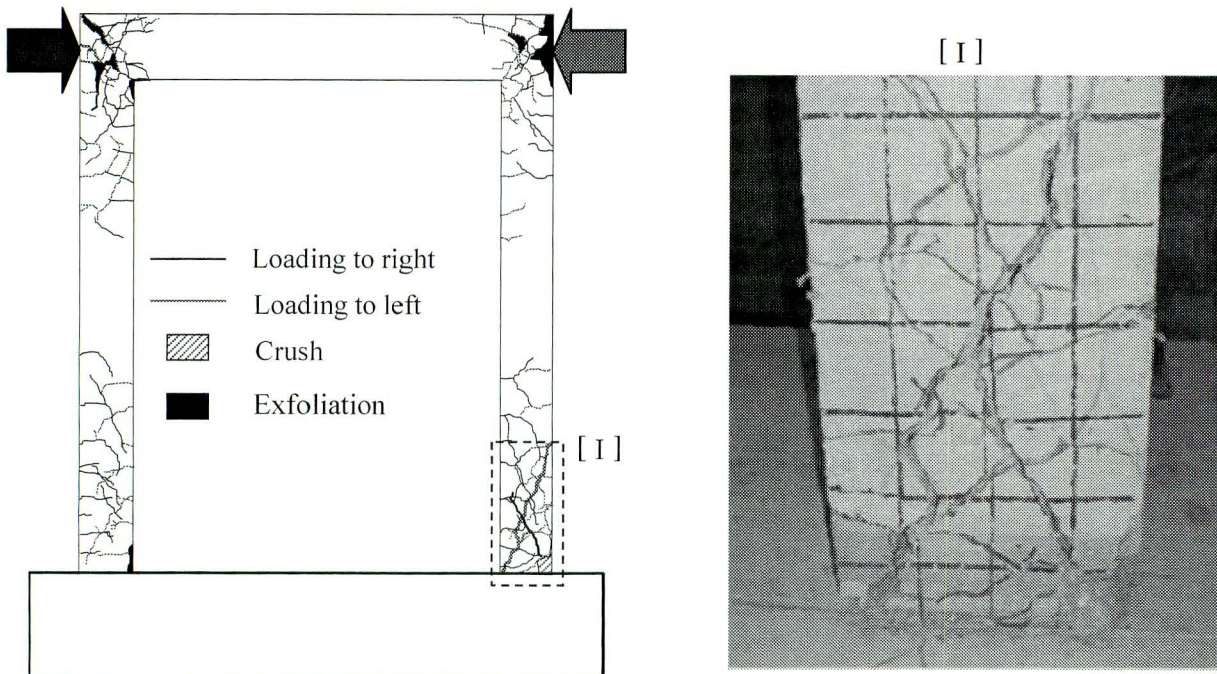 [ I ]
Loading to right
Loading to left
Crush
Exfoliation
[ I ]